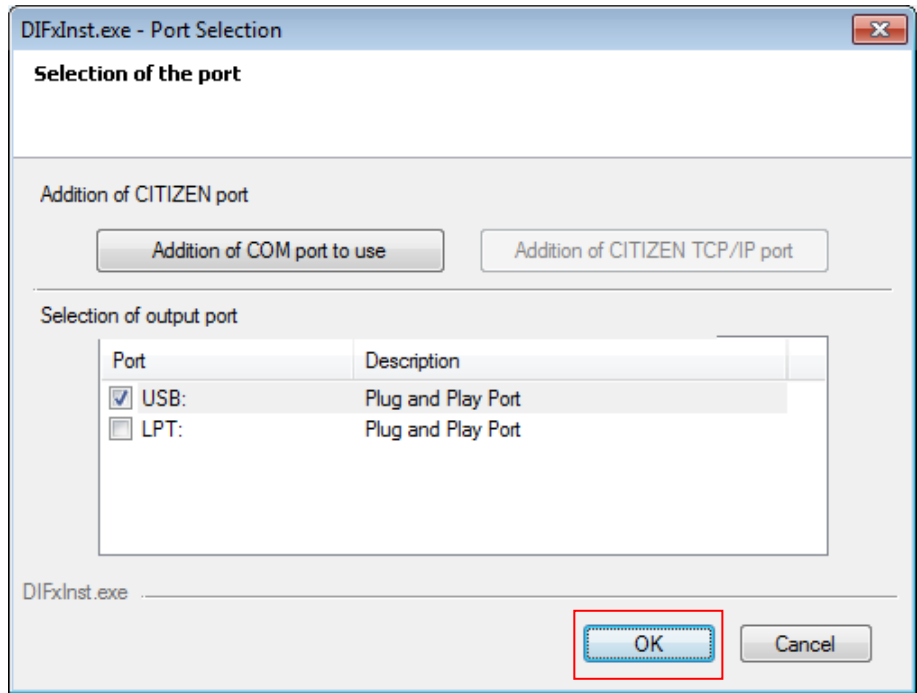 DIFxInst.exe - Port Selection
Selection of the port
Addition of CITIZEN port
Addition of COM port to use Addition of CITIZEN TCP/IP port
Selection of output port
Port Description
USB: Plug and Play Port
LPT: Plug and Play Port
DIFxInst.exe
OK Cancel